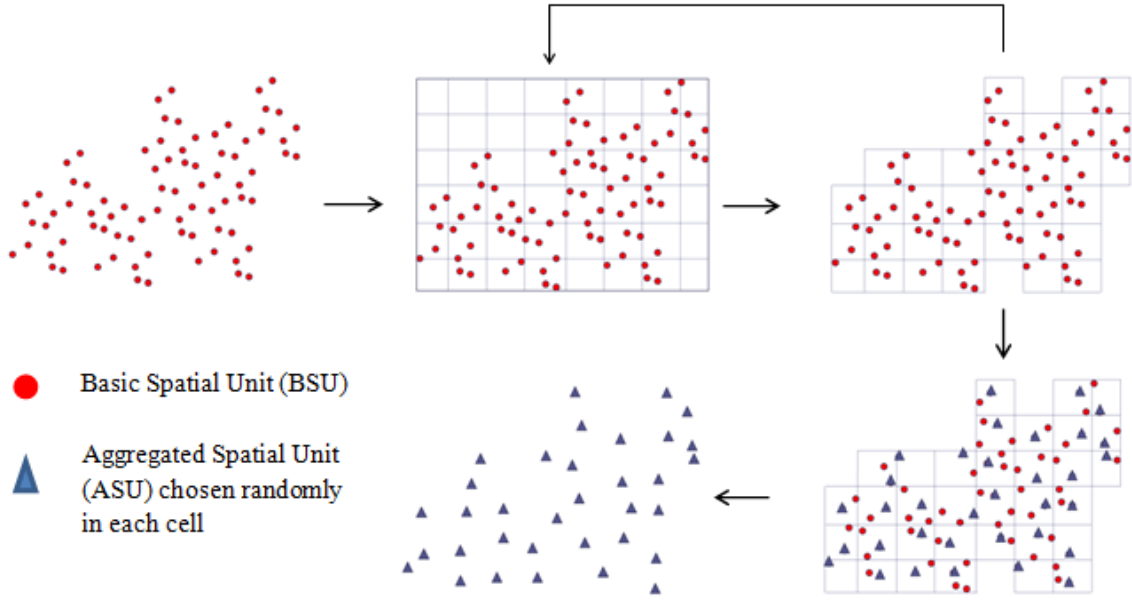 Basic Spatial Unit (BSU)
Aggregated Spatial Unit
(ASU) chosen randomly
in each cell